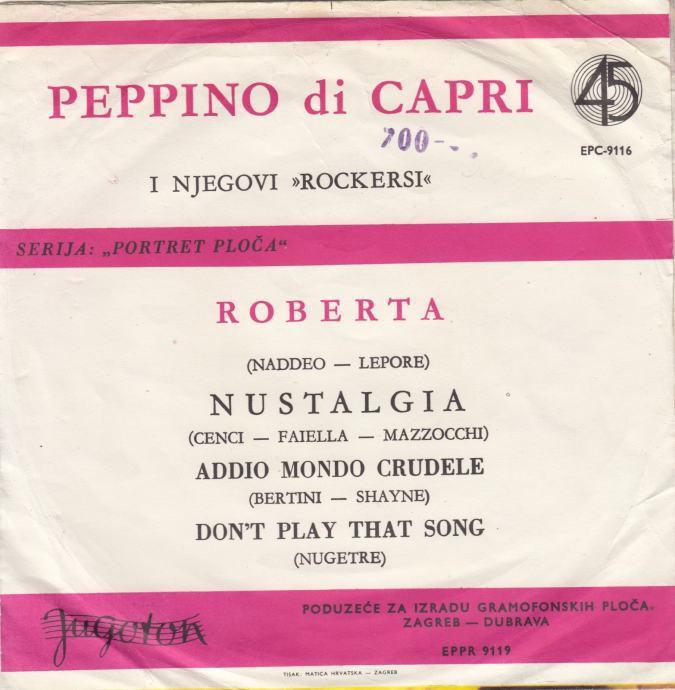 45
PEPPINO di CAPRI
700-
EPC-9116
I NJEGOVI »ROCKERSI«
SERIJA: „PORTRET PLOČA“
ROBERTA
(NADDEO — LEPORE)
NUSTALGIA
(CENCI — FAIELLA — MAZZOCCHI)
ADDIO MONDO CRUDELE
(BERTINI — SHAYNE)
DON'T PLAY THAT SONG
(NUGETRE)
Jugoton
PODUZEĆE ZA IZRADU GRAMOFONSKIH PLOČA
ZAGREB — DUBRAVA
EPPR 9119
TISAK: MATICA HRVATSKA — ZAGREB